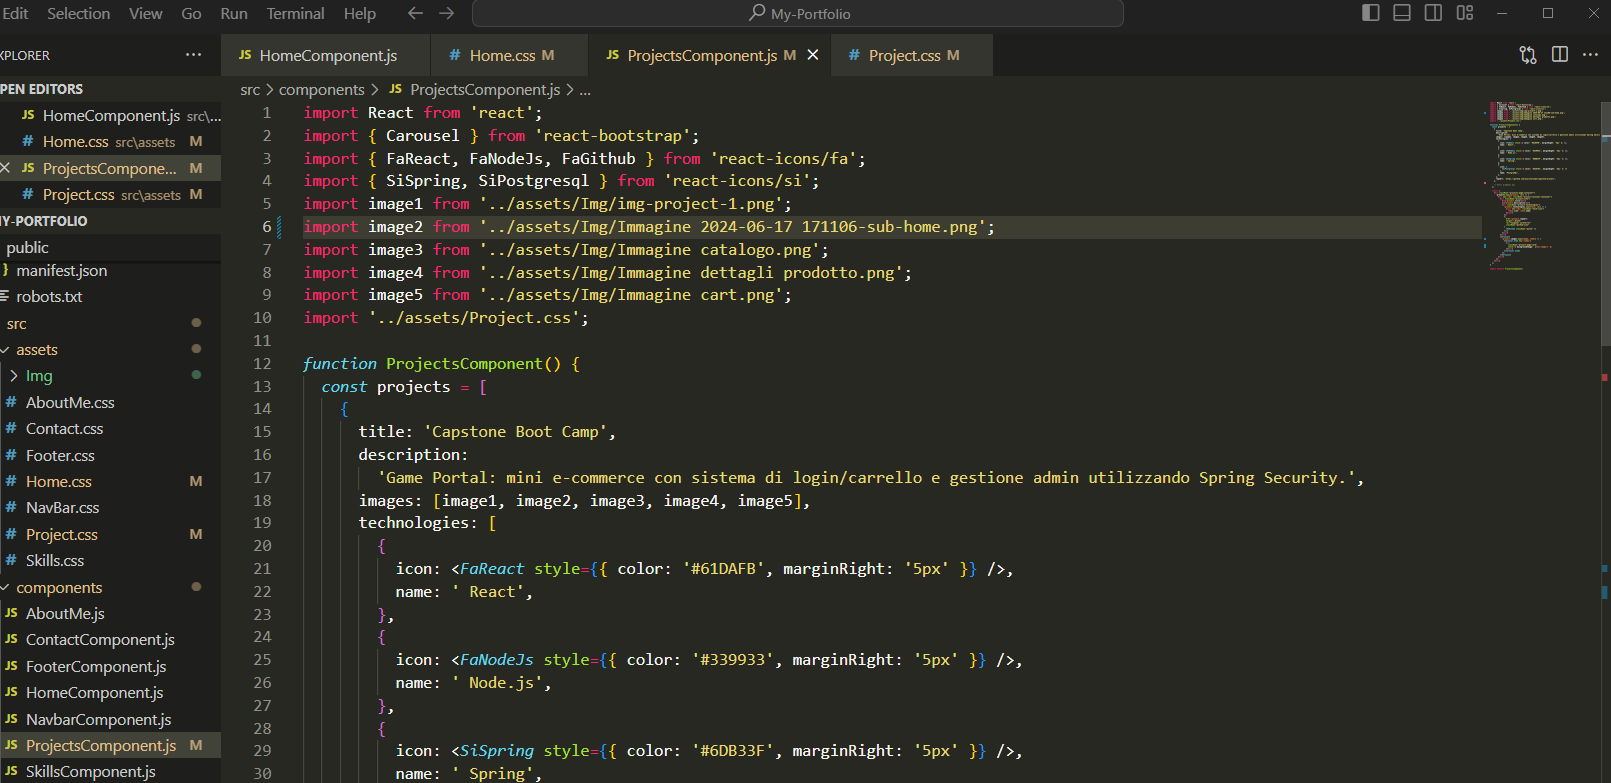 Edit Selection View Go Run Terminal Help ← → My-Portfolio
XPLORER ···
PEN EDITORS
JS HomeComponent.js src\...
# Home.css src\assets M
JS ProjectsCompone... M
# Project.css src\assets M
MY-PORTFOLIO
public
manifest.json
robots.txt
src
assets
Img
# AboutMe.css
# Contact.css
# Footer.css
# Home.css M
# NavBar.css
# Project.css M
# Skills.css
components
JS AboutMe.js
JS ContactComponent.js
JS FooterComponent.js
JS HomeComponent.js
JS NavbarComponent.js
JS ProjectsComponent.js M
JS SkillsComponent.js
JS HomeComponent.js # Home.css M JS ProjectsComponent.js M # Project.css M
src > components > JS ProjectsComponent.js > ...
1 import React from 'react';
2 import { Carousel } from 'react-bootstrap';
3 import { FaReact, FaNodeJs, FaGithub } from 'react-icons/fa';
4 import { SiSpring, SiPostgresql } from 'react-icons/si';
5 import image1 from '../assets/Img/img-project-1.png';
6 import image2 from '../assets/Img/Immagine 2024-06-17 171106-sub-home.png';
7 import image3 from '../assets/Img/Immagine catalogo.png';
8 import image4 from '../assets/Img/Immagine dettagli prodotto.png';
9 import image5 from '../assets/Img/Immagine cart.png';
10 import '../assets/Project.css';
11
12 function ProjectsComponent() {
13 const projects = [
14 {
15 title: 'Capstone Boot Camp',
16 description:
17 'Game Portal: mini e-commerce con sistema di login/carrello e gestione admin utilizzando Spring Security.',
18 images: [image1, image2, image3, image4, image5],
19 technologies: [
20 {
21 icon: <FaReact style={{ color: '#61DAFB', marginRight: '5px' }} />,
22 name: ' React',
23 },
24 {
25 icon: <FaNodeJs style={{ color: '#339933', marginRight: '5px' }} />,
26 name: ' Node.js',
27 },
28 {
29 icon: <SiSpring style={{ color: '#6DB33F', marginRight: '5px' }} />,
30 name: ' Spring',